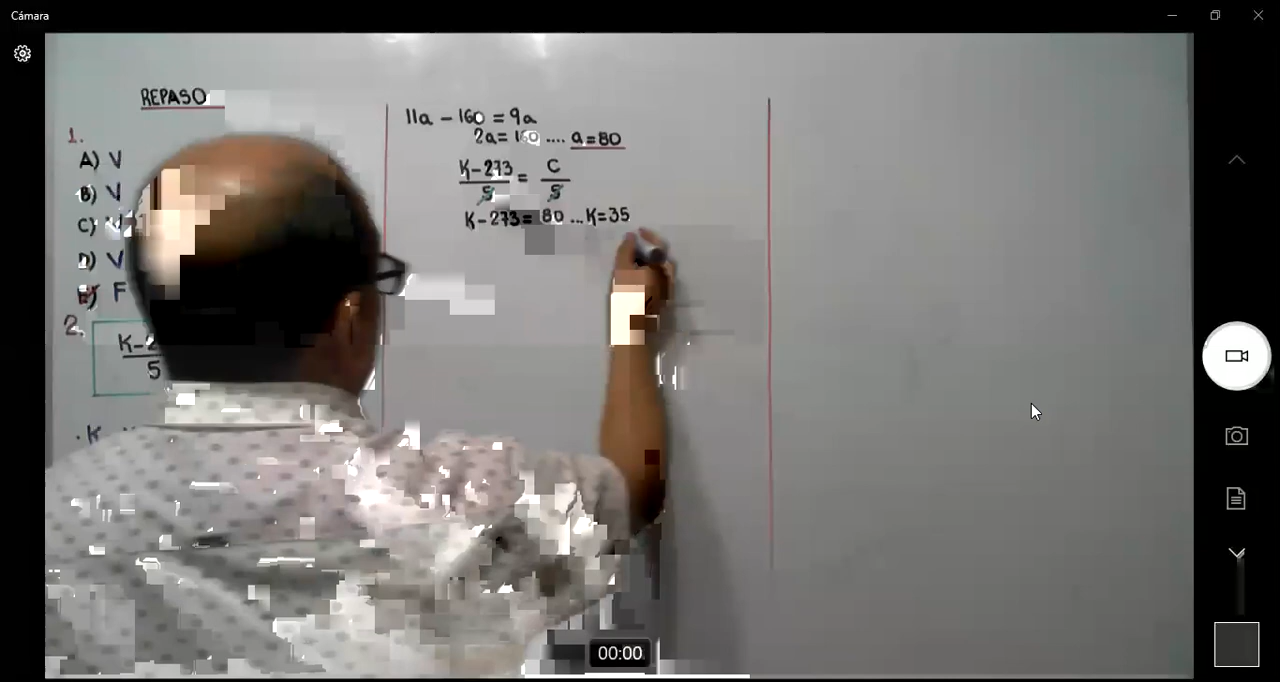 Cámara
REPASO
1.
A) V
B) V
C)
D) V
E) F
2.
K-2
5
11a - 160 = 9a
2a = 160 .... a = 80
K-273 = C
5 5
K-273 = 80 ... K=35
00:00